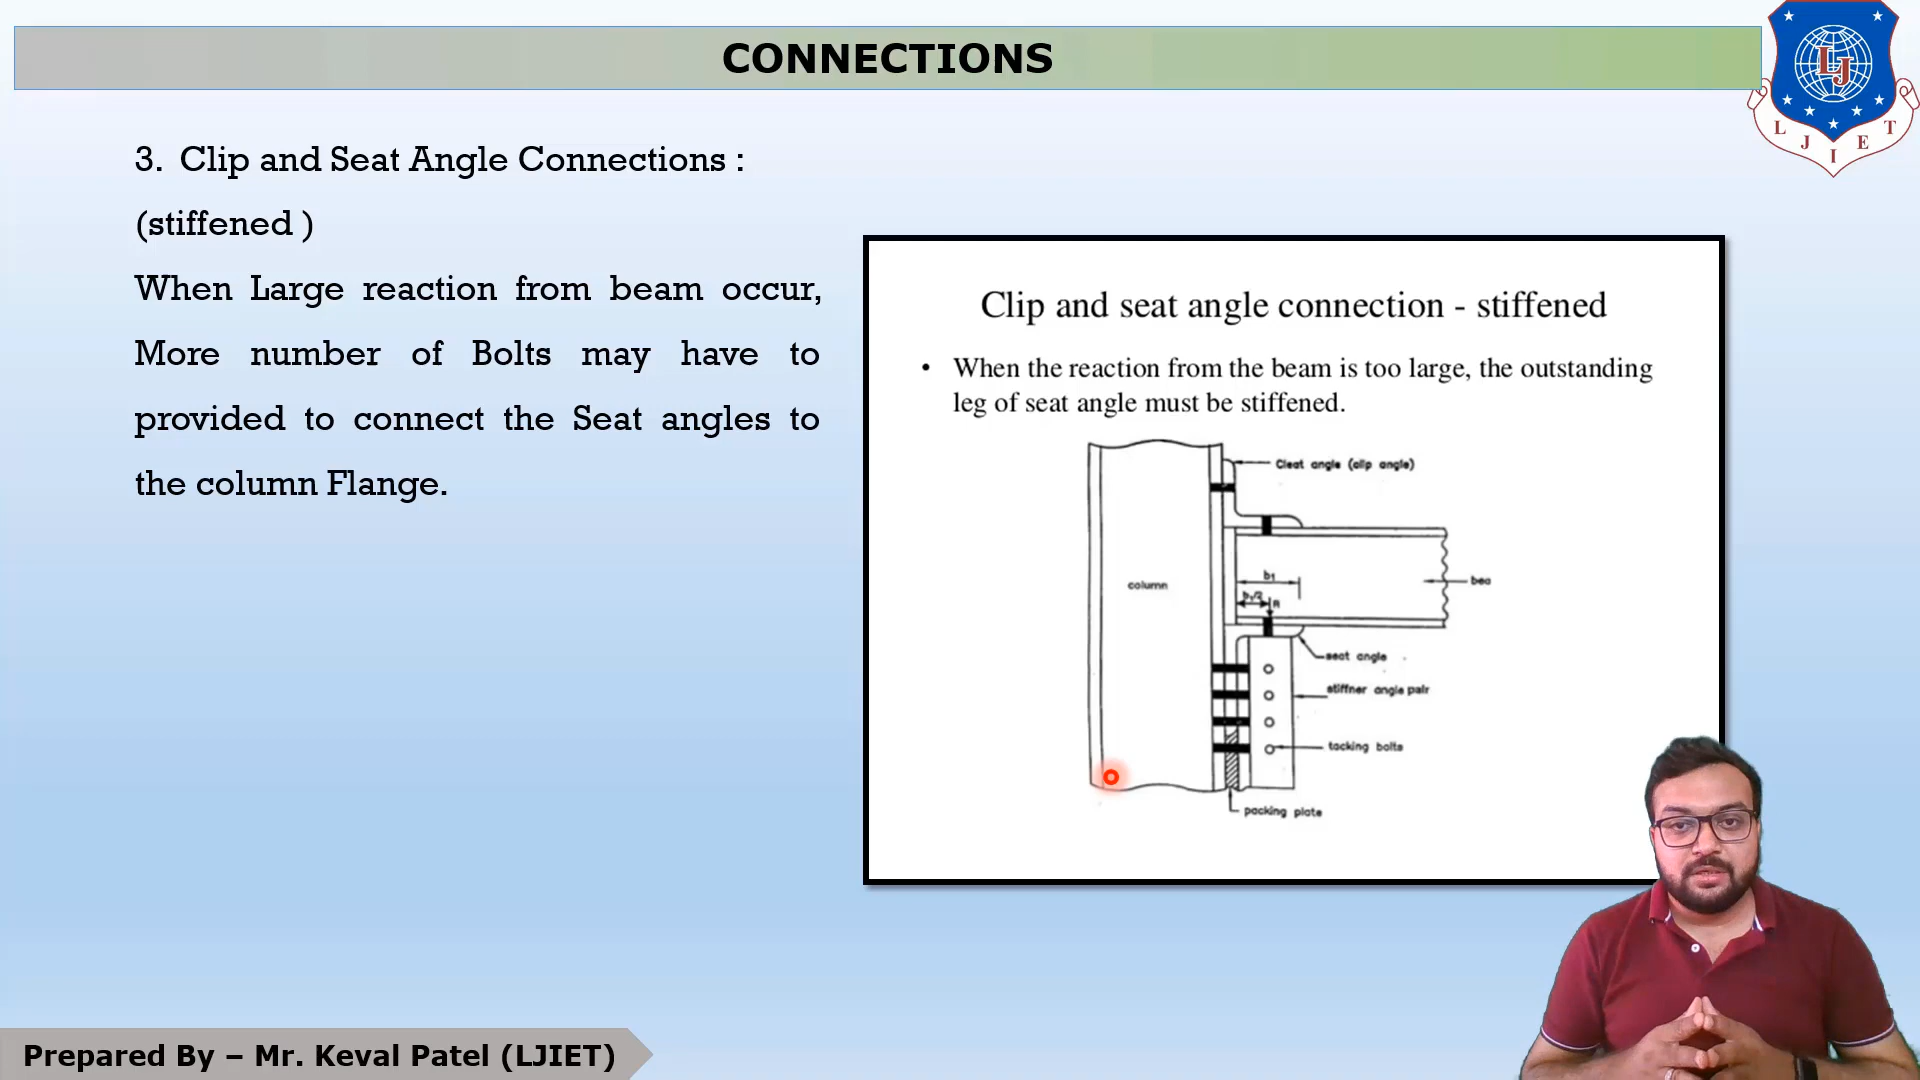 CONNECTIONS
L J I E T
LJ
3. Clip and Seat Angle Connections :
(stiffened )
When Large reaction from beam occur,
More number of Bolts may have to
provided to connect the Seat angles to
the column Flange.
Clip and seat angle connection - stiffened
• When the reaction from the beam is too large, the outstanding
leg of seat angle must be stiffened.
Cleat angle (clip angle)
column
b1
b1/2
R
bea
seat angle
stiffner angle pair
tacking bolts
packing plate
Prepared By – Mr. Keval Patel (LJIET)